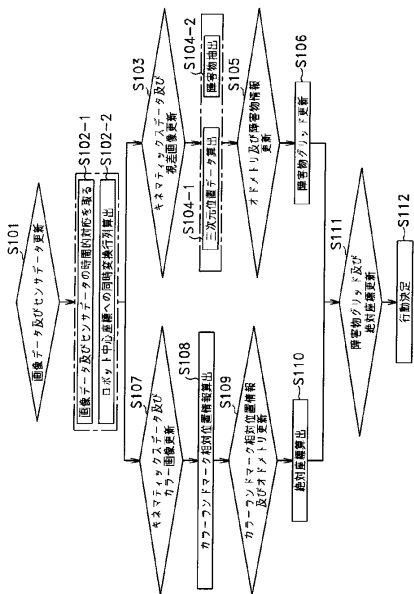 S101
画像データ及びセンサデータ更新
S102-1
画像データ及びセンサデータの時間的対応を取る
S102-2
ロボット中心座標への同時変換行列算出
S103
キネマティックスデータ及び
視差画像更新
S104-1
三次元位置データ算出
S104-2
障害物抽出
S105
オドメトリ及び障害物情報
更新
S106
障害物グリッド更新
S107
キネマティックスデータ及び
カラー画像更新
S108
カラーランドマーク相対位置情報算出
S109
カラーランドマーク相対位置情報
及びオドメトリ更新
S110
絶対座標算出
S111
障害物グリッド及び
絶対座標更新
S112
行動決定